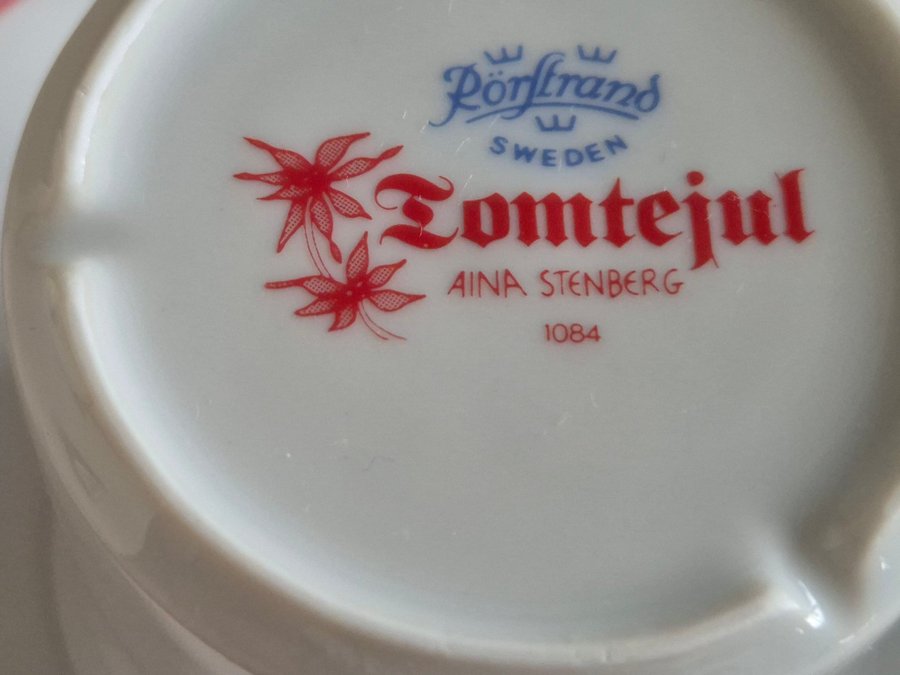 Rörstrand
SWEDEN
Tomtejul
AINA STENBERG
1084